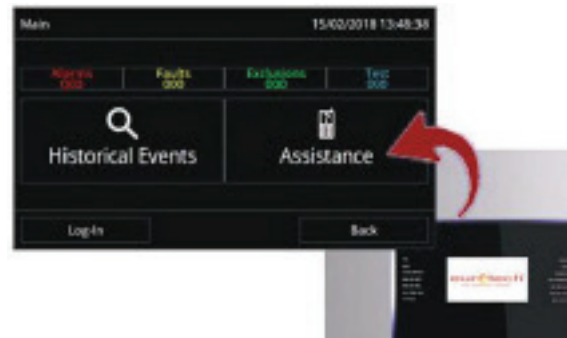 Main 15/02/2018 13:48:38
Alarms Faults Exclusions Test
000 000 000 000
Historical Events Assistance
Log-In Back